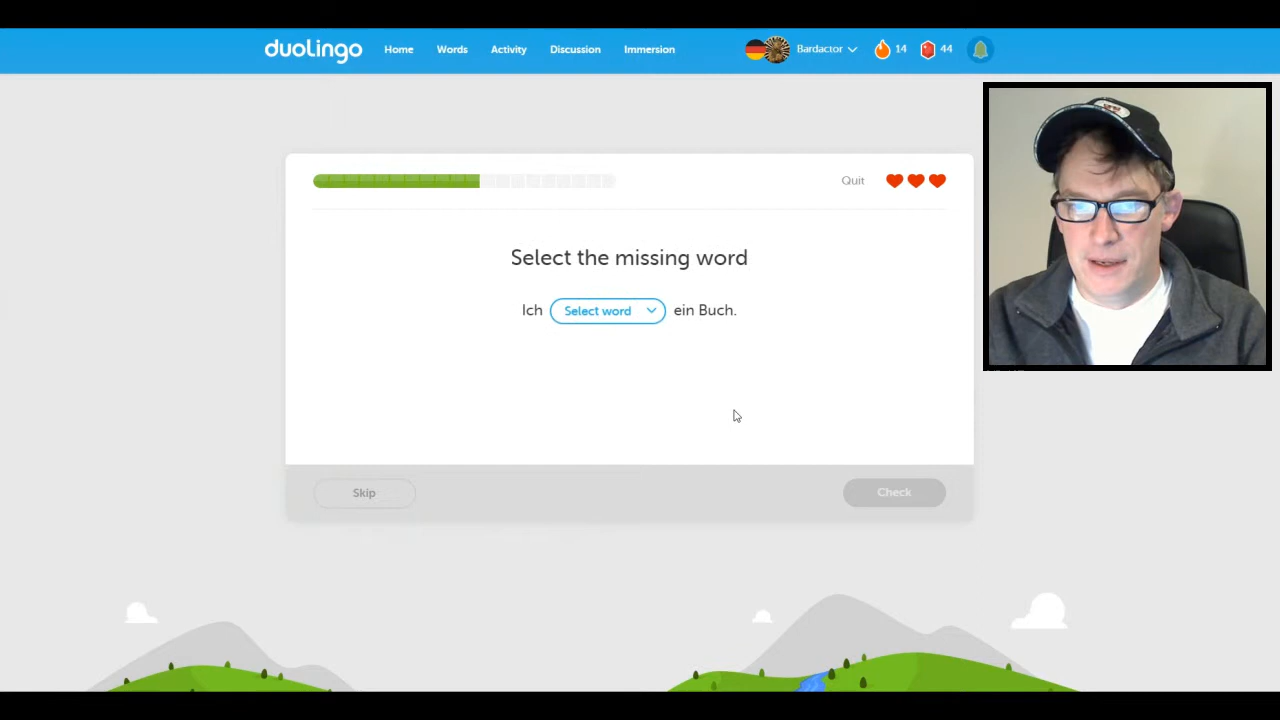 duolingo Home Words Activity Discussion Immersion Bardactor 14 44
Quit
Select the missing word
Ich Select word ein Buch.
Skip Check